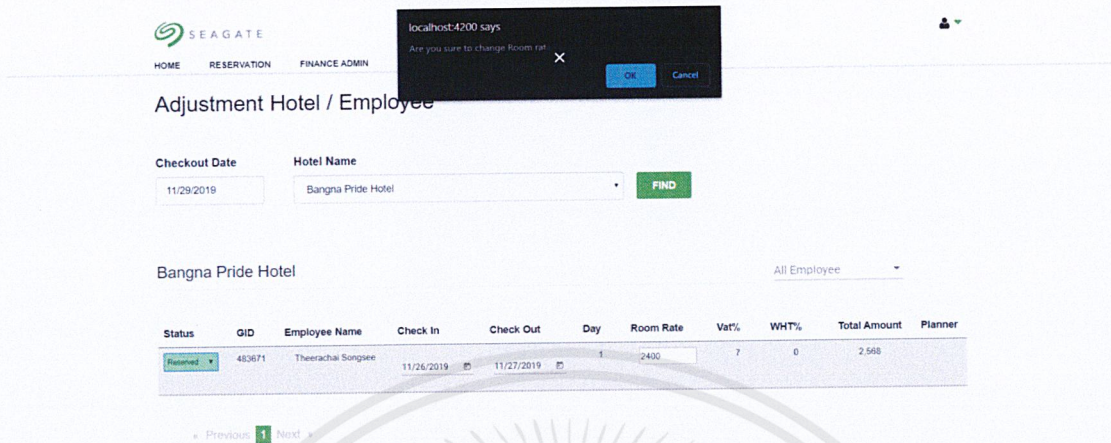 SEAGATE
localhost:4200 says
Are you sure to change Room rat
OK Cancel
HOME RESERVATION FINANCE ADMIN
Adjustment Hotel / Employee
Checkout Date Hotel Name
11/29/2019 Bangna Pride Hotel FIND
Bangna Pride Hotel All Employee
Status GID Employee Name Check In Check Out Day Room Rate Vat% WHT% Total Amount Planner
Reserved 483671 Theerachai Songsee 11/26/2019 11/27/2019 1 2400 7 0 2,568
« Previous 1 Next »